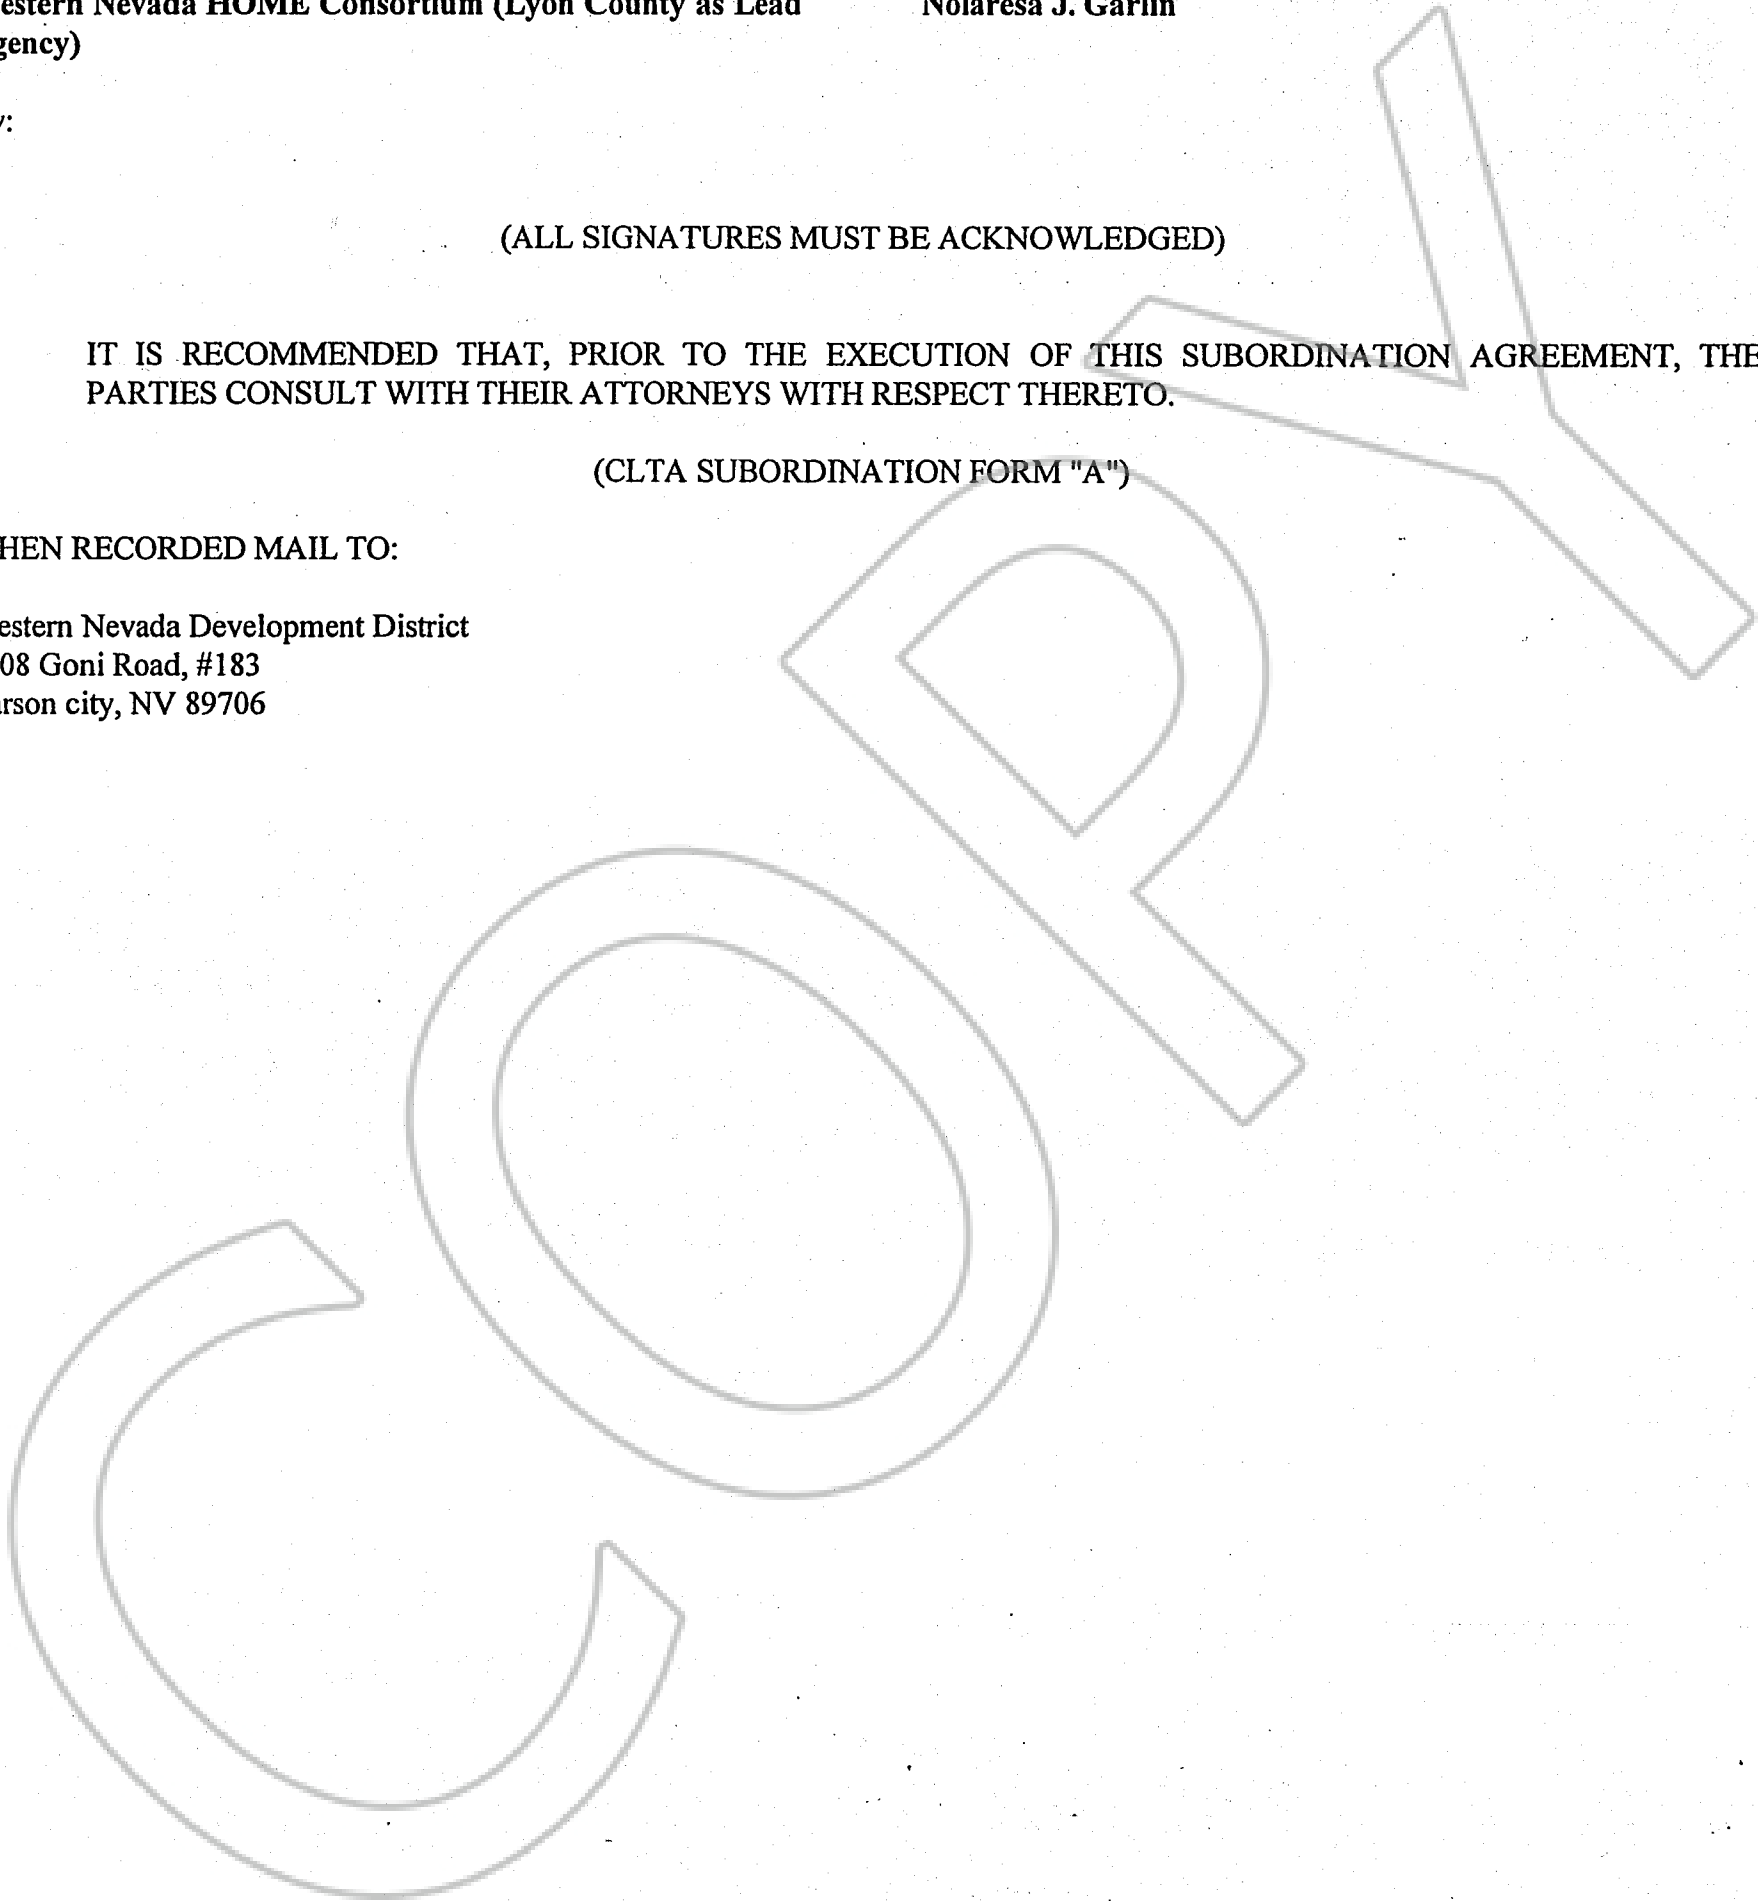 estern Nevada HOME Consortium (Lyon County as Lead Nolaresa J. Garlin
gency)
y:
(ALL SIGNATURES MUST BE ACKNOWLEDGED)
IT IS RECOMMENDED THAT, PRIOR TO THE EXECUTION OF THIS SUBORDINATION AGREEMENT, THE
PARTIES CONSULT WITH THEIR ATTORNEYS WITH RESPECT THERETO.
(CLTA SUBORDINATION FORM "A")
HEN RECORDED MAIL TO:
estern Nevada Development District
08 Goni Road, #183
rson city, NV 89706
COPY